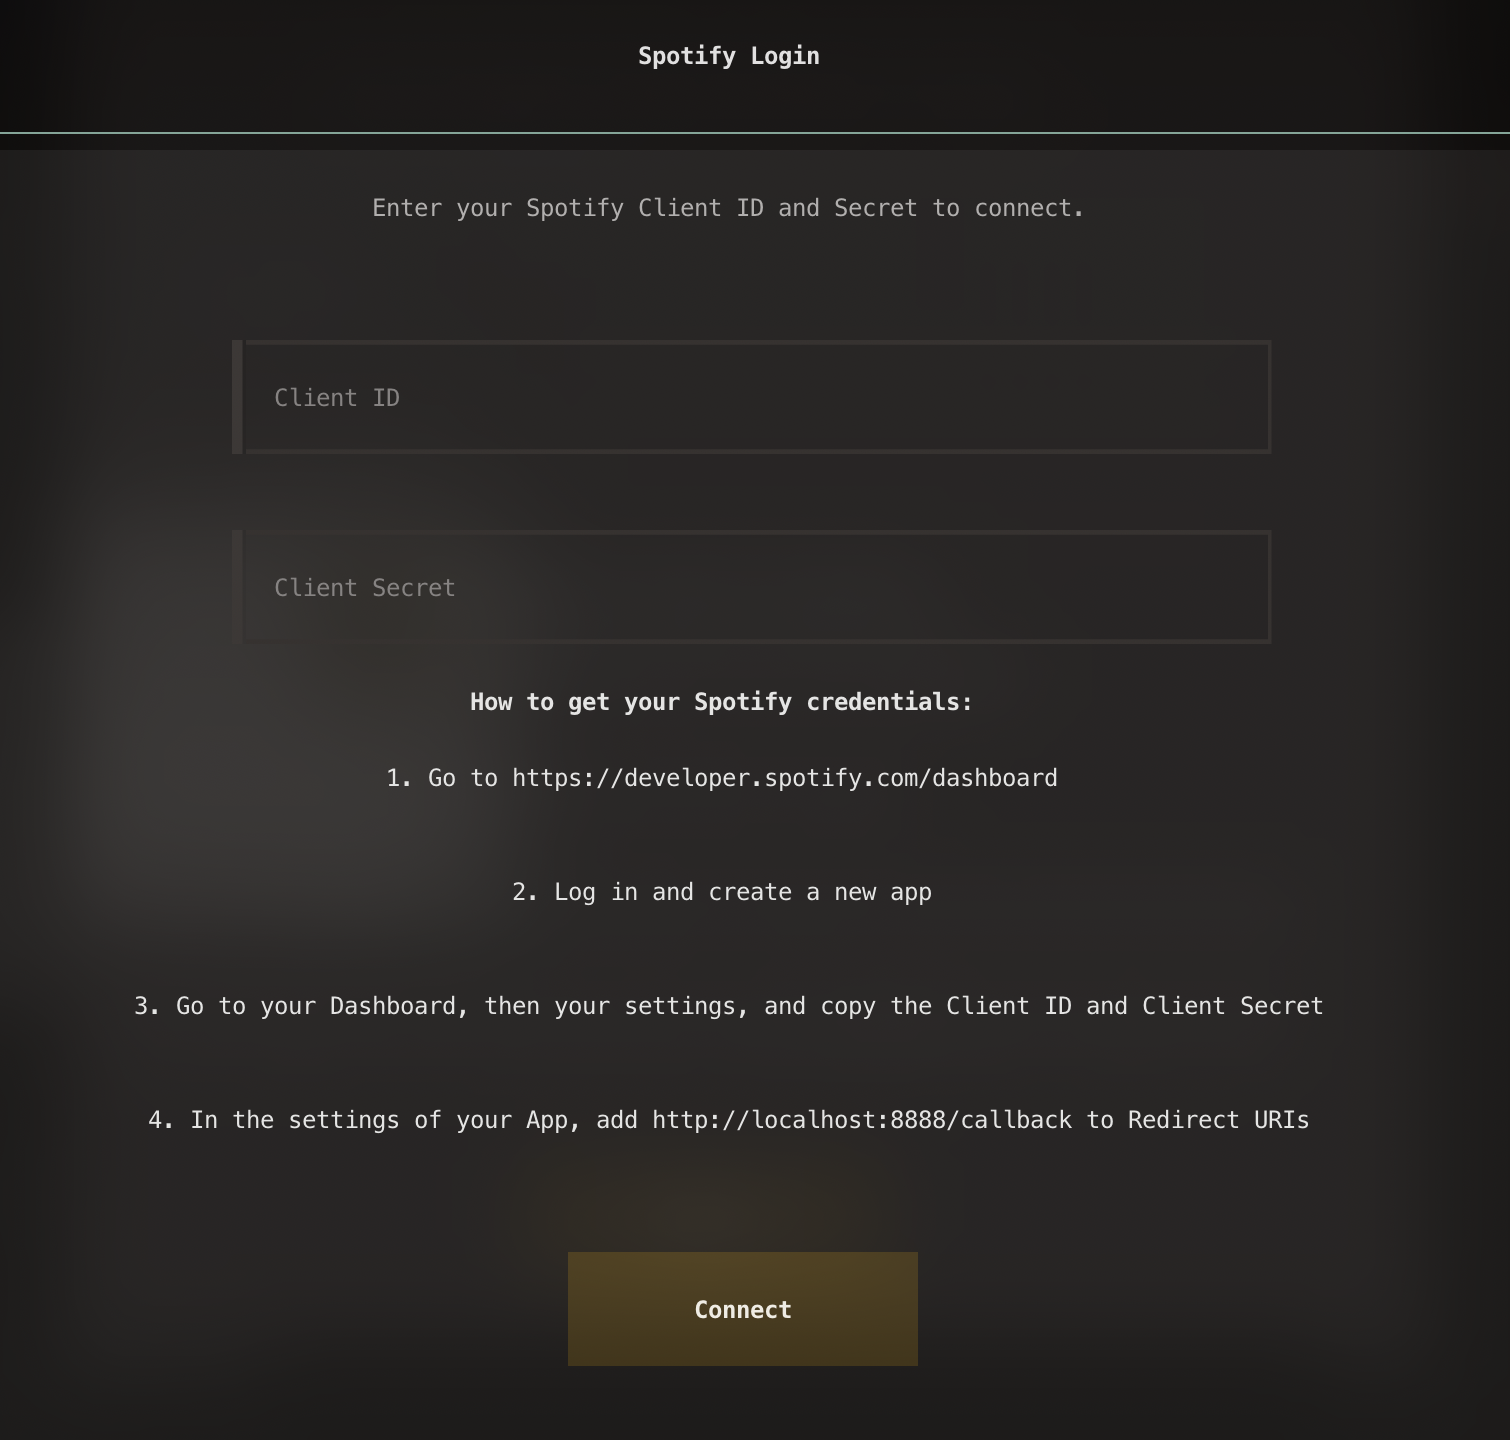 Spotify Login
Enter your Spotify Client ID and Secret to connect.
Client ID
Client Secret
How to get your Spotify credentials:
1. Go to https://developer.spotify.com/dashboard
2. Log in and create a new app
3. Go to your Dashboard, then your settings, and copy the Client ID and Client Secret
4. In the settings of your App, add http://localhost:8888/callback to Redirect URIs
Connect